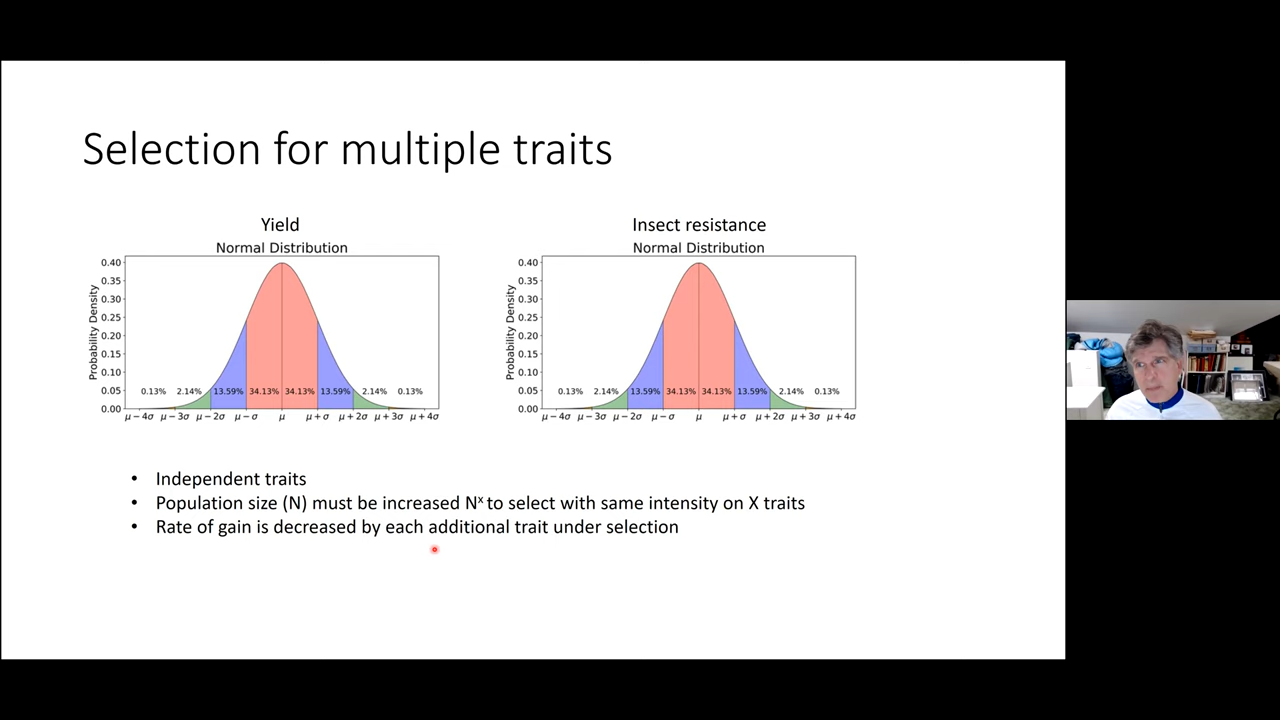 Selection for multiple traits
Yield
Normal Distribution
Probability Density
0.40
0.35
0.30
0.25
0.20
0.15
0.10
0.05
0.00
0.13% 2.14% 13.59% 34.13% 34.13% 13.59% 2.14% 0.13%
μ − 4σ μ − 3σ μ − 2σ μ − σ μ μ + σ μ + 2σ μ + 3σ μ + 4σ
Insect resistance
Normal Distribution
Probability Density
0.40
0.35
0.30
0.25
0.20
0.15
0.10
0.05
0.00
0.13% 2.14% 13.59% 34.13% 34.13% 13.59% 2.14% 0.13%
μ − 4σ μ − 3σ μ − 2σ μ − σ μ μ + σ μ + 2σ μ + 3σ μ + 4σ
• Independent traits
• Population size (N) must be increased Nˣ to select with same intensity on X traits
• Rate of gain is decreased by each additional trait under selection